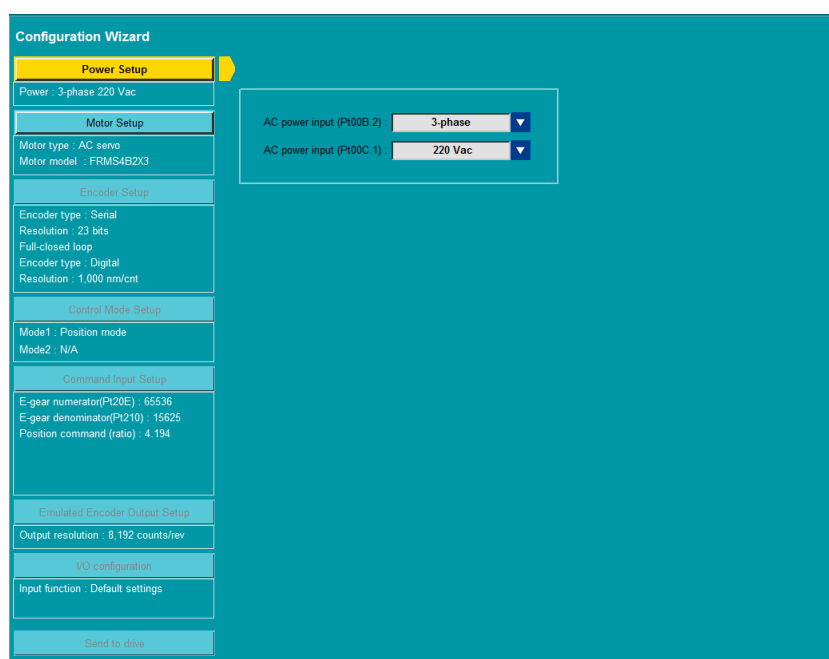 Configuration Wizard
Power Setup
Power : 3-phase 220 Vac
Motor Setup
Motor type : AC servo
Motor model : FRMS4B2X3
Encoder Setup
Encoder type : Serial
Resolution : 23 bits
Full-closed loop
Encoder type : Digital
Resolution : 1,000 nm/cnt
Control Mode Setup
Mode1 : Position mode
Mode2 : N/A
Command Input Setup
E-gear numerator(Pt20E) : 65536
E-gear denominator(Pt210) : 15625
Position command (ratio) : 4.194
Emulated Encoder Output Setup
Output resolution : 8,192 counts/rev
I/O configuration
Input function : Default settings
Send to drive
AC power input (Pt00B.2) : 3-phase
AC power input (Pt00C.1) : 220 Vac